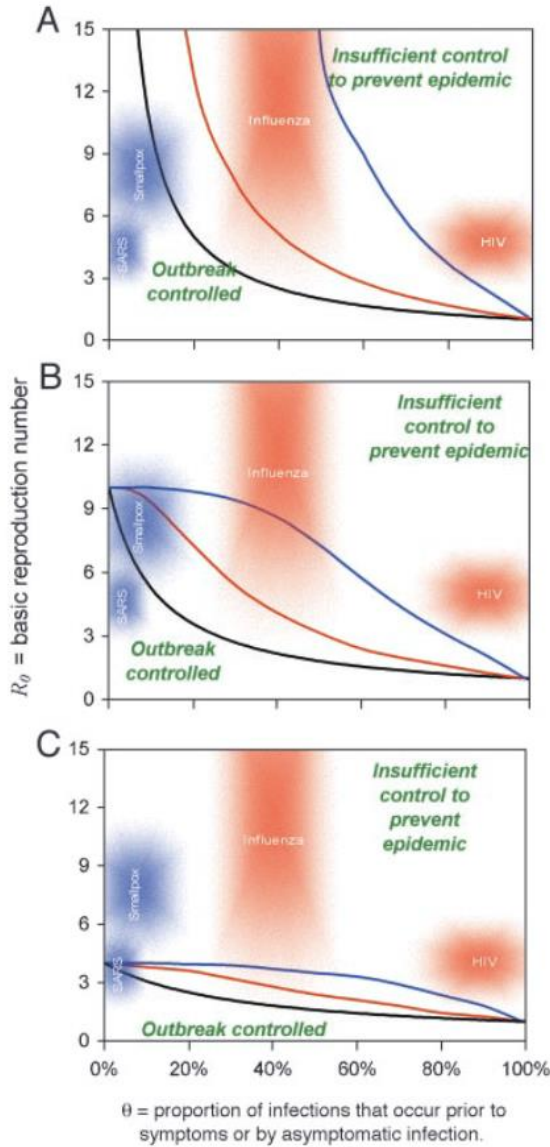 A
15
12
9
6
3
0
Insufficient control
to prevent epidemic
Influenza
Smallpox
SARS
HIV
Outbreak
controlled
B
15
12
9
6
3
0
Insufficient
control to
prevent epidemic
Influenza
Smallpox
SARS
HIV
Outbreak
controlled
C
15
12
9
6
3
0
Insufficient
control to
prevent
epidemic
Influenza
Smallpox
SARS
HIV
Outbreak controlled
R0 = basic reproduction number
0% 20% 40% 60% 80% 100%
θ = proportion of infections that occur prior to
symptoms or by asymptomatic infection.